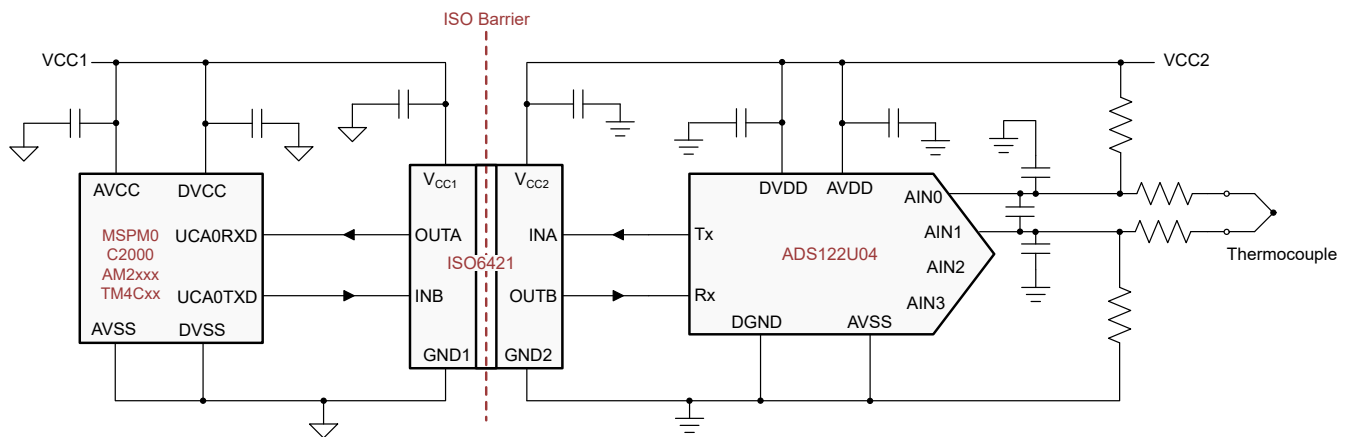 ISO Barrier
VCC1
VCC2
AVCC
DVCC
MSPM0
C2000
AM2xxx
TM4Cxx
UCA0RXD
UCA0TXD
AVSS
DVSS
VCC1
OUTA
INB
GND1
ISO6421
VCC2
INA
OUTB
GND2
DVDD
AVDD
Tx
Rx
ADS122U04
AIN0
AIN1
AIN2
AIN3
DGND
AVSS
Thermocouple